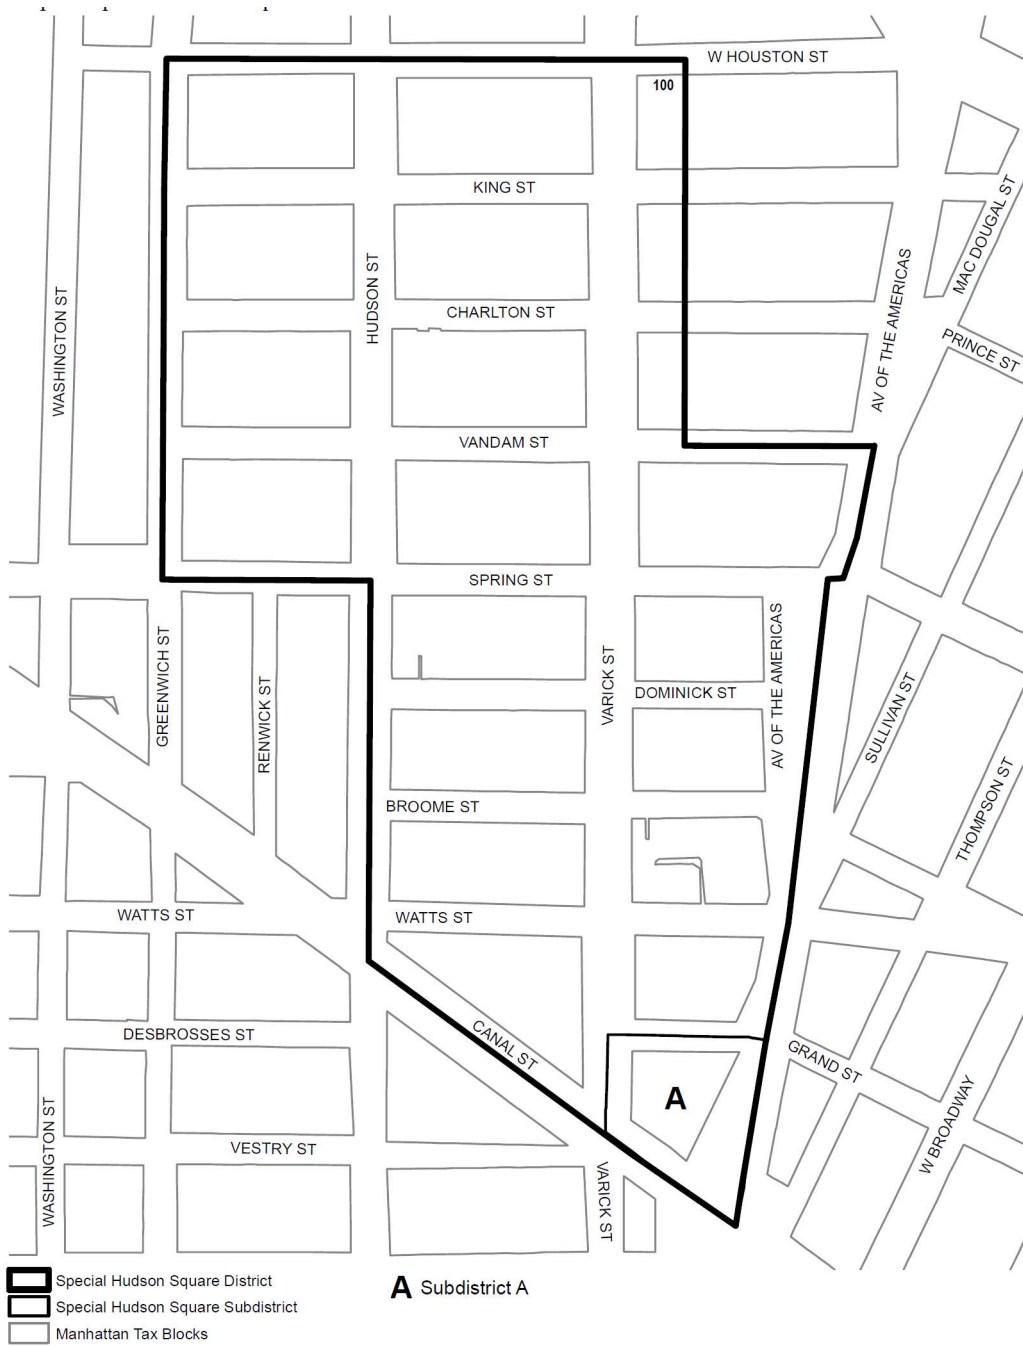 W HOUSTON ST
100
KING ST
MAC DOUGAL ST
HUDSON ST
CHARLTON ST
WASHINGTON ST
AV OF THE AMERICAS
PRINCE ST
VANDAM ST
SPRING ST
GREENWICH ST
RENWICK ST
VARICK ST
DOMINICK ST
AV OF THE AMERICAS
SULLIVAN ST
THOMPSON ST
BROOME ST
WATTS ST
WATTS ST
DESBROSSES ST
CANAL ST
GRAND ST
A
W BROADWAY
WASHINGTON ST
VESTRY ST
VARICK ST
Special Hudson Square District
A Subdistrict A
Special Hudson Square Subdistrict
Manhattan Tax Blocks